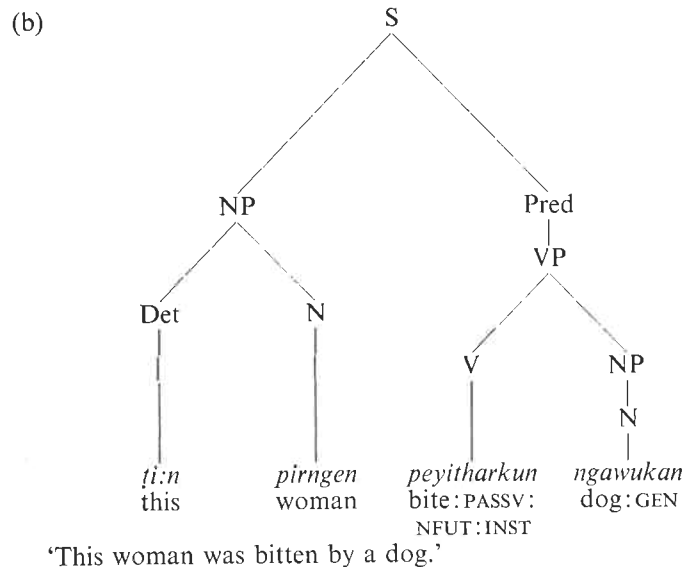 (b)
S
NP Pred
VP
Det N
V NP
N
ṭi:n pirngen peyitharkun ngawukan
this woman bite:PASSV: dog:GEN
NFUT:INST
‘This woman was bitten by a dog.’